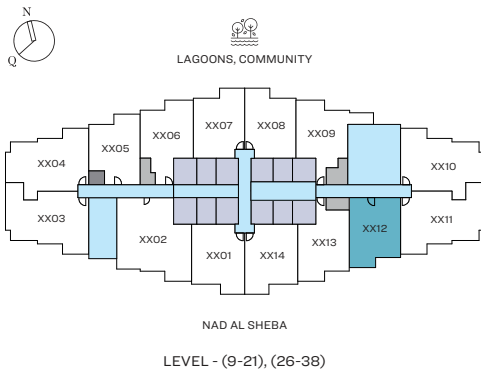 N
Q
LAGOONS, COMMUNITY
XX07 XX08
XX06 XX09
XX05
XX04 XX10
XX03 XX11
XX02 XX12
XX13
XX01 XX14
NAD AL SHEBA
LEVEL - (9-21), (26-38)